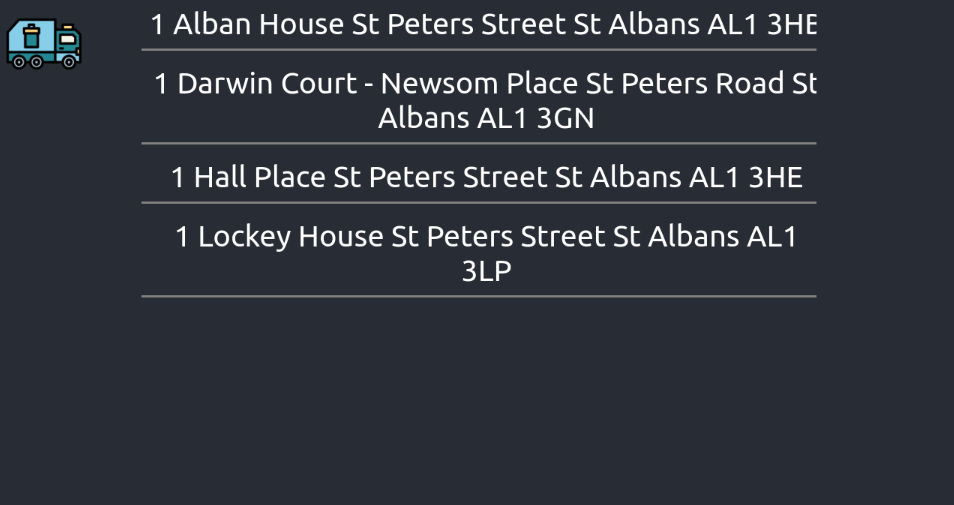 1 Alban House St Peters Street St Albans AL1 3HE
1 Darwin Court - Newsom Place St Peters Road St
Albans AL1 3GN
1 Hall Place St Peters Street St Albans AL1 3HE
1 Lockey House St Peters Street St Albans AL1
3LP